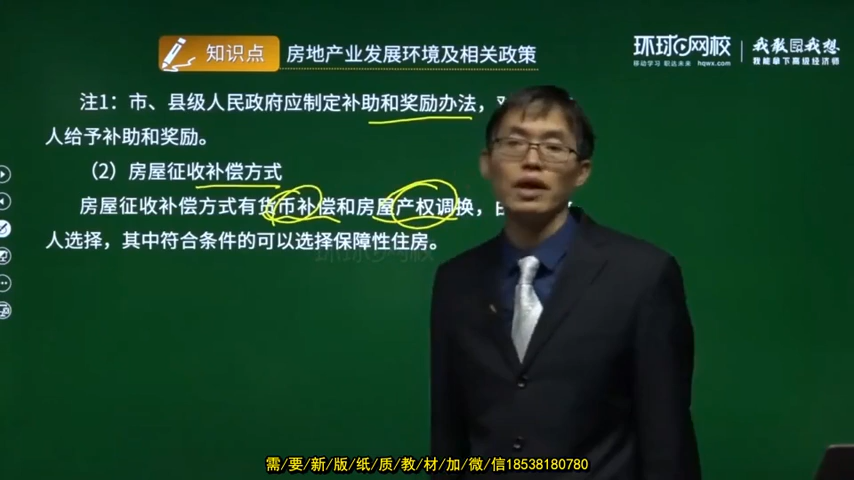 知识点 房地产业发展环境及相关政策
环球网校
移动学习 职达未来 hqwx.com
我敢因我想
我能拿下高级经济师
注1：市、县级人民政府应制定补助和奖励办法，
人给予补助和奖励。
（2）房屋征收补偿方式
房屋征收补偿方式有货币补偿和房屋产权调换，
人选择，其中符合条件的可以选择保障性住房。
环球网校
需/要/新/版/纸/质/教/材/加/微/信18538180780